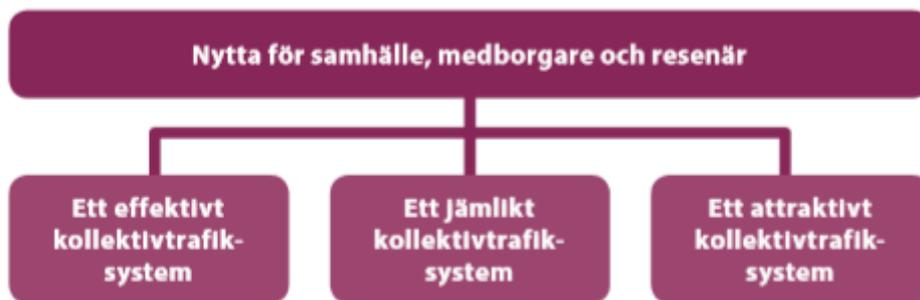 Nytta för samhälle, medborgare och resenär
Ett effektivt
kollektivtrafik-
system
Ett Jämlikt
kollektivtrafik-
system
Ett attraktivt
kollektivtrafik-
system